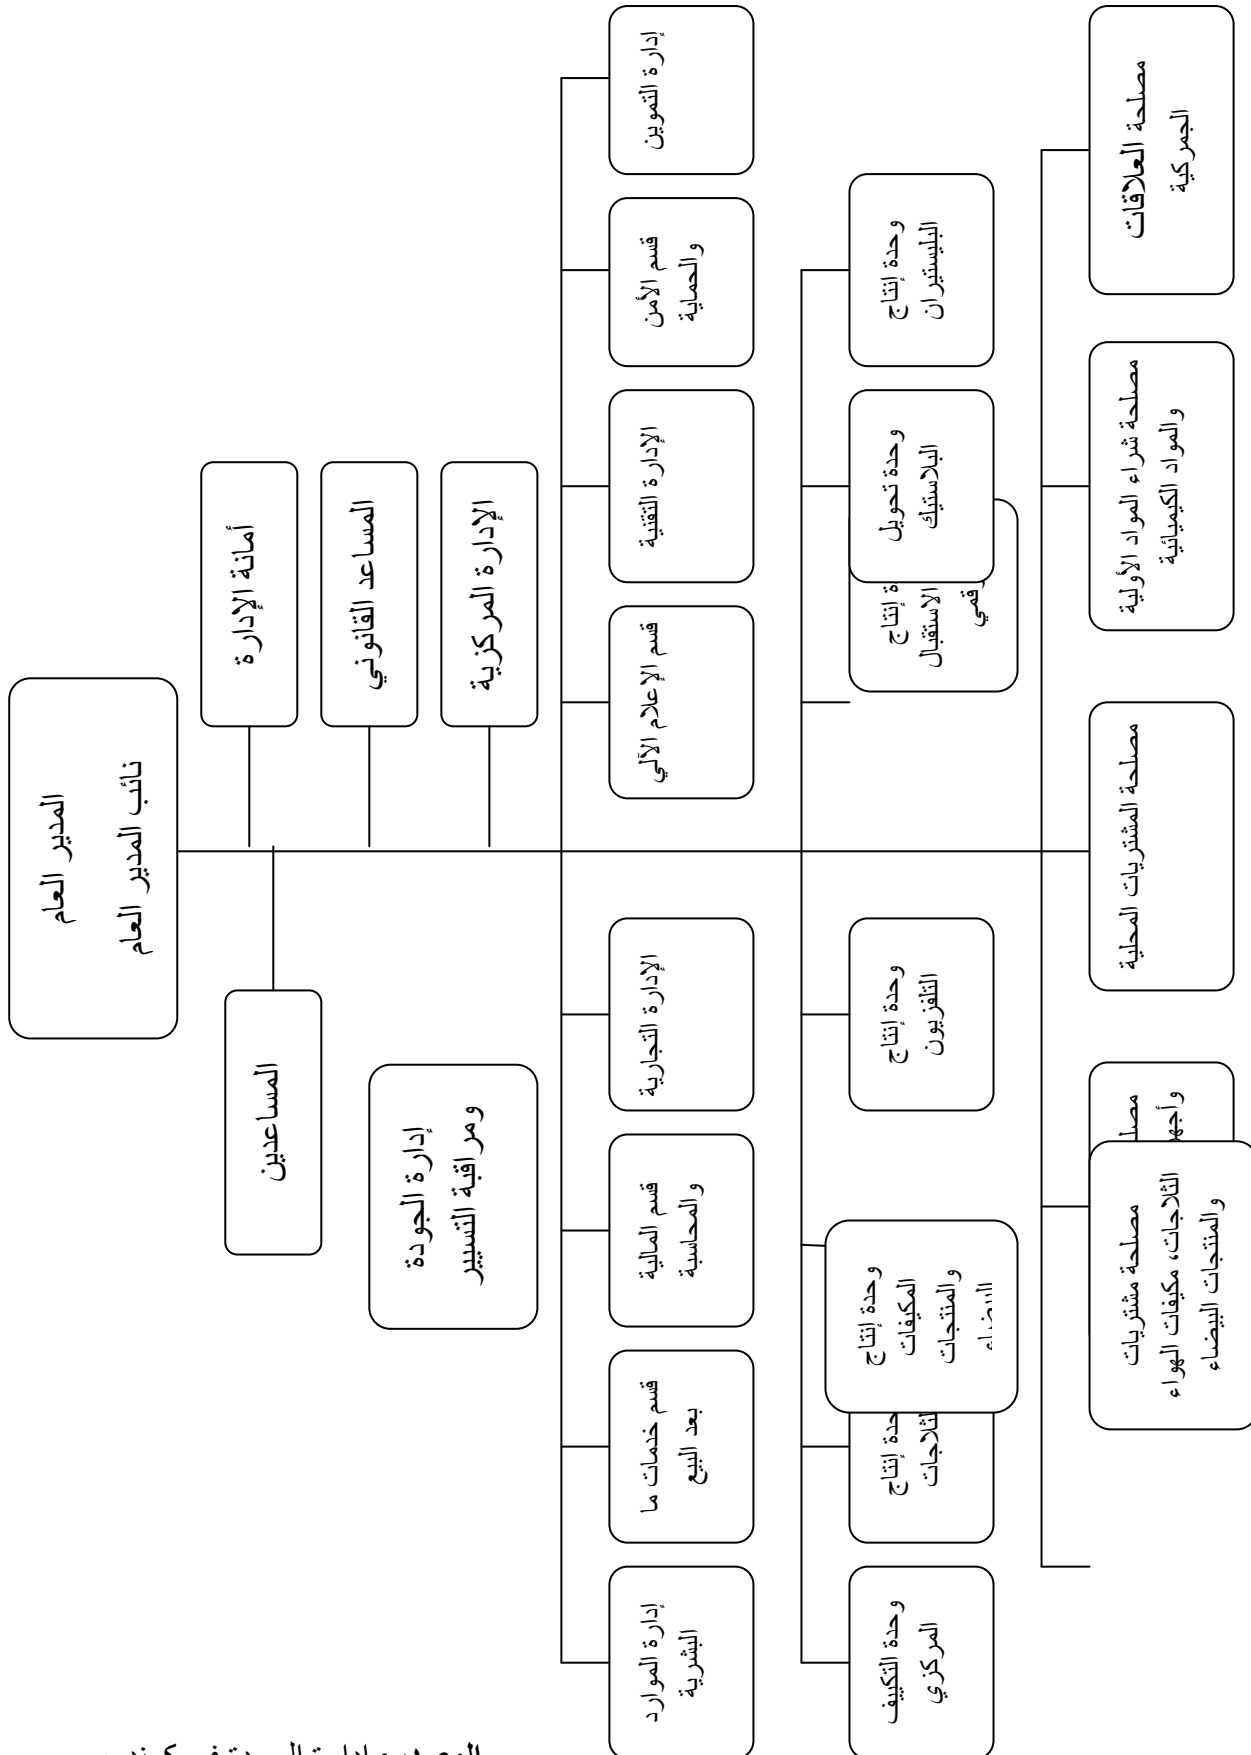 المدير العام
نائب المدير العام
أمانة الإدارة
المساعد القانوني
الإدارة المركزية
المساعدين
إدارة الجودة
ومراقبة التسيير
إدارة التموين
قسم الأمن
والحماية
الإدارة التقنية
قسم الإعلام الآلي
الإدارة التجارية
قسم المالية
والمحاسبة
قسم خدمات ما
بعد البيع
إدارة الموارد
البشرية
وحدة إنتاج
البليستيران
وحدة تحويل
البلاستيك
إنتاج
الاستقبال
وحدة إنتاج
التلفزيون
وحدة إنتاج
المكيفات
والمنتجات
إنتاج
وحدة التكييف
المركزي
مصلحة العلاقات
الجمركية
مصلحة شراء المواد الأولية
والمواد الكيميائية
مصلحة المشتريات المحلية
مصلحة مشتريات
الثلاجات، مكيفات الهواء
والمنتجات البيضاء